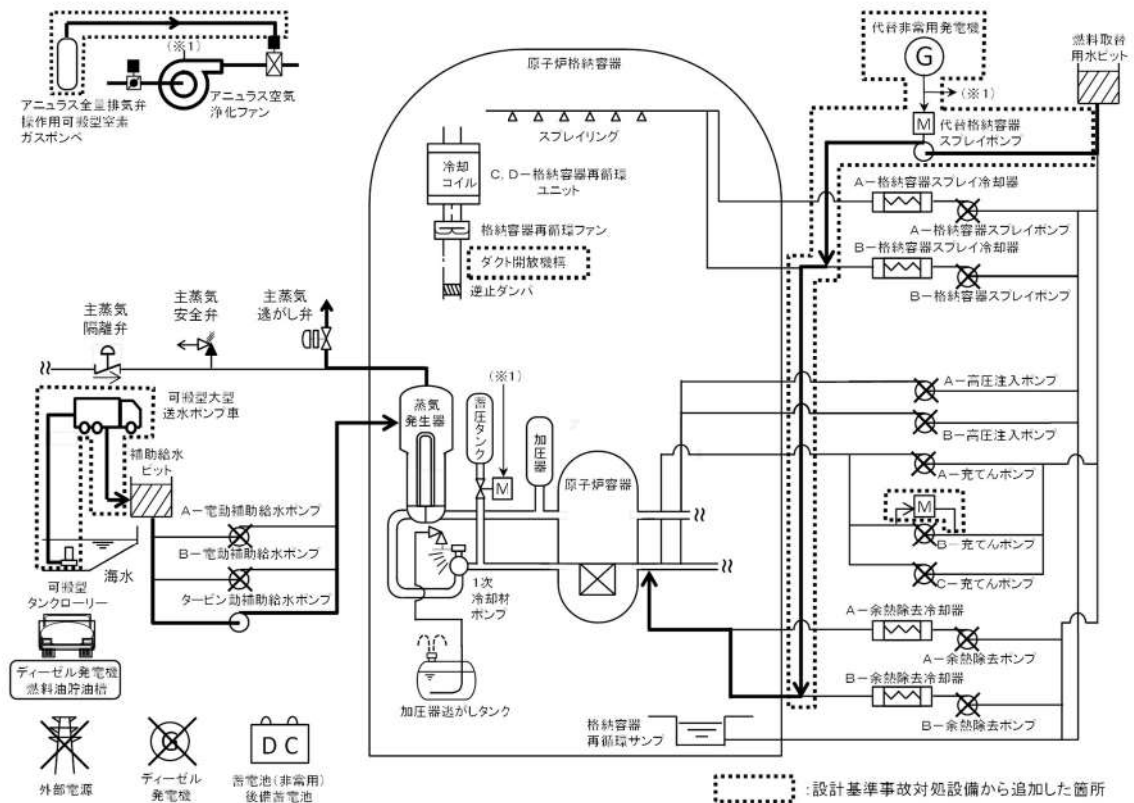 (※1)
アニュラス全量排気弁
操作用可搬型窒素
ガスボンベ
アニュラス空気
浄化ファン
原子炉格納容器
代替非常用発電機
G
(※1)
M
代替格納容器
スプレイポンプ
燃料取替
用水ピット
スプレイリング
冷却
コイル
C,D-格納容器再循環
ユニット
格納容器再循環ファン
ダクト開放機構
逆止ダンパ
A-格納容器スプレイ冷却器
A-格納容器スプレイポンプ
B-格納容器スプレイ冷却器
B-格納容器スプレイポンプ
主蒸気
隔離弁
主蒸気
安全弁
主蒸気
逃がし弁
可搬型大型
送水ポンプ車
補助給水
ピット
海水
A-電動補助給水ポンプ
B-電動補助給水ポンプ
タービン動補助給水ポンプ
蒸気
発生器
蓄圧タンク
(※1)
M
加圧器
原子炉容器
1次
冷却材
ポンプ
加圧器逃がしタンク
A-高圧注入ポンプ
B-高圧注入ポンプ
A-充てんポンプ
M
B-充てんポンプ
C-充てんポンプ
A-余熱除去冷却器
A-余熱除去ポンプ
B-余熱除去冷却器
B-余熱除去ポンプ
格納容器
再循環サンプ
可搬型
タンクローリー
ディーゼル発電機
燃料油貯油槽
外部電源
G
ディーゼル
発電機
DC
蓄電池(非常用)
後備蓄電池
:設計基準事故対処設備から追加した箇所